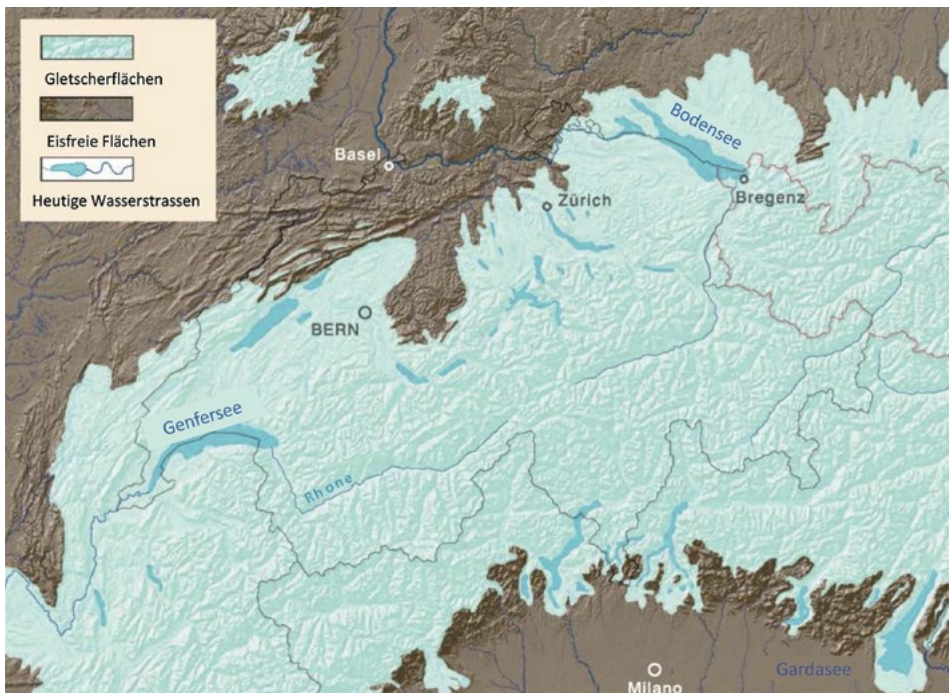 Gletscherflächen
Eisfreie Flächen
Heutige Wasserstrassen
Bodensee
Basel
Zürich
Bregenz
BERN
Genfersee
Rhone
Gardasee
Milano